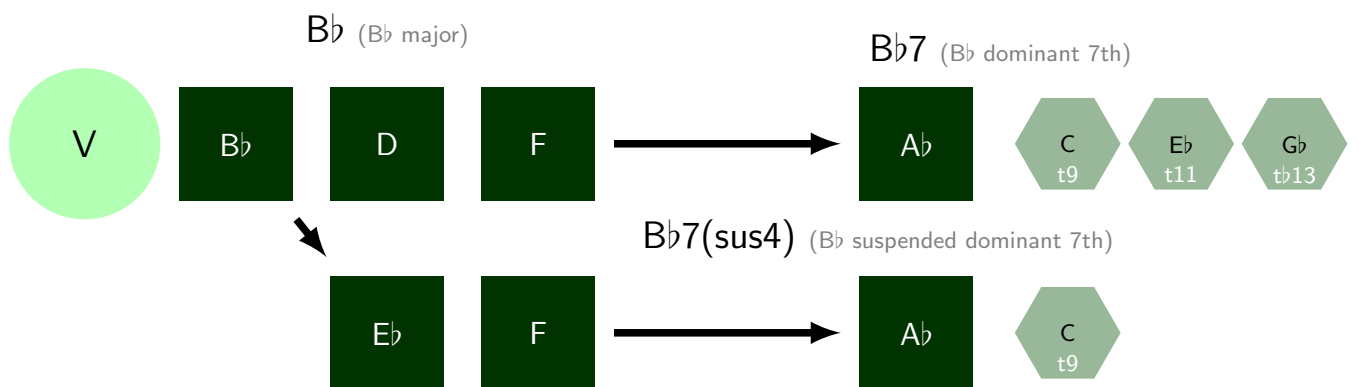 B♭ (B♭ major)
B♭7 (B♭ dominant 7th)
V B♭ D F A♭ C E♭ G♭
t9 t11 t♭13
B♭7(sus4) (B♭ suspended dominant 7th)
E♭ F A♭ C
t9